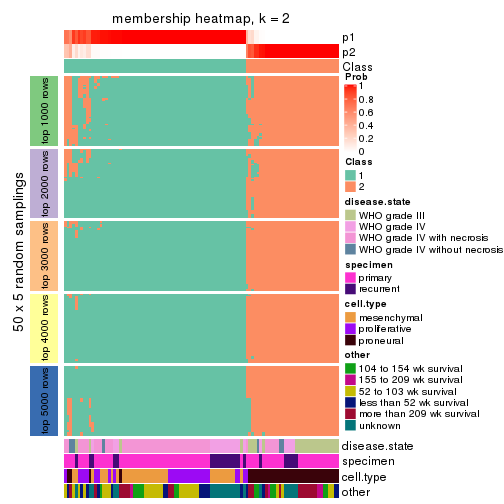 membership heatmap, k = 2
p1
p2
Class
50 x 5 random samplings
top 1000 rows
top 2000 rows
top 3000 rows
top 4000 rows
top 5000 rows
disease.state
specimen
cell.type
other
Prob
1
0.8
0.6
0.4
0.2
0
Class
1
2
disease.state
WHO grade III
WHO grade IV
WHO grade IV with necrosis
WHO grade IV without necrosis
specimen
primary
recurrent
cell.type
mesenchymal
proliferative
proneural
other
104 to 154 wk survival
155 to 209 wk survival
52 to 103 wk survival
less than 52 wk survival
more than 209 wk survival
unknown